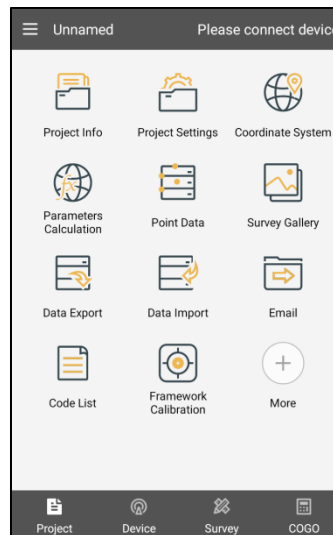 Unnamed
Please connect device
Project Info
Project Settings
Coordinate System
Parameters
Calculation
Point Data
Survey Gallery
Data Export
Data Import
Email
Code List
Framework
Calibration
More
Project
Device
Survey
COGO